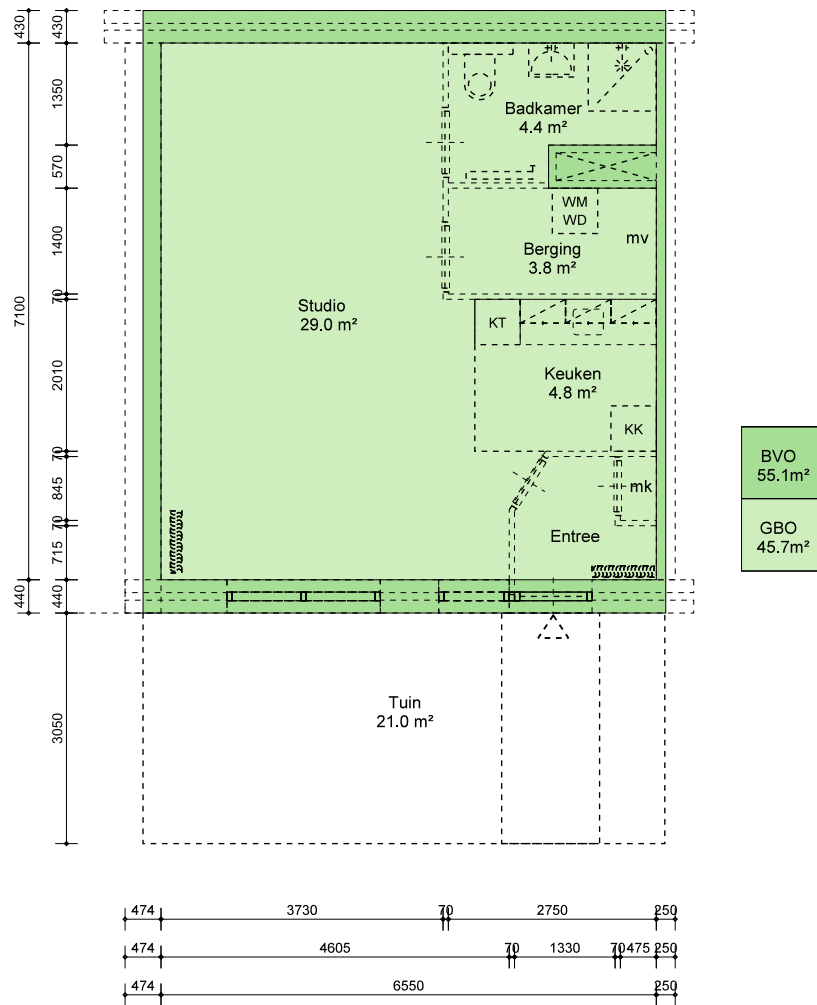 430
430
1350
Badkamer
4.4 m²
570
WM
WD
1400
mv
Berging
3.8 m²
70
7100
Studio
29.0 m²
KT
2010
Keuken
4.8 m²
KK
70
BVO
55.1m²
845
mk
70
GBO
45.7m²
Entree
715
440
440
Tuin
21.0 m²
3050
474 3730 70 2750 250
474 4605 70 1330 70 475 250
474 6550 250